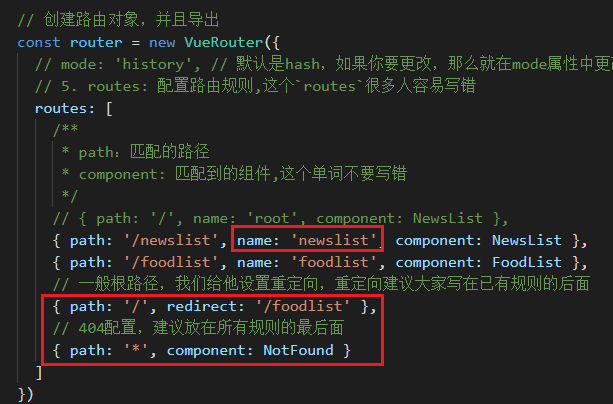 // 创建路由对象，并且导出
const router = new VueRouter({
// mode: 'history', // 默认是hash，如果你要更改，那么就在mode属性中更
// 5. routes: 配置路由规则,这个`routes`很多人容易写错
routes: [
/**
* path：匹配的路径
* component: 匹配到的组件,这个单词不要写错
*/
// { path: '/', name: 'root', component: NewsList },
{ path: '/newslist', name: 'newslist', component: NewsList },
{ path: '/foodlist', name: 'foodlist', component: FoodList },
// 一般根路径，我们给他设置重定向，重定向建议大家写在已有规则的后面
{ path: '/', redirect: '/foodlist' },
// 404配置，建议放在所有规则的最后面
{ path: '*', component: NotFound }
]
})